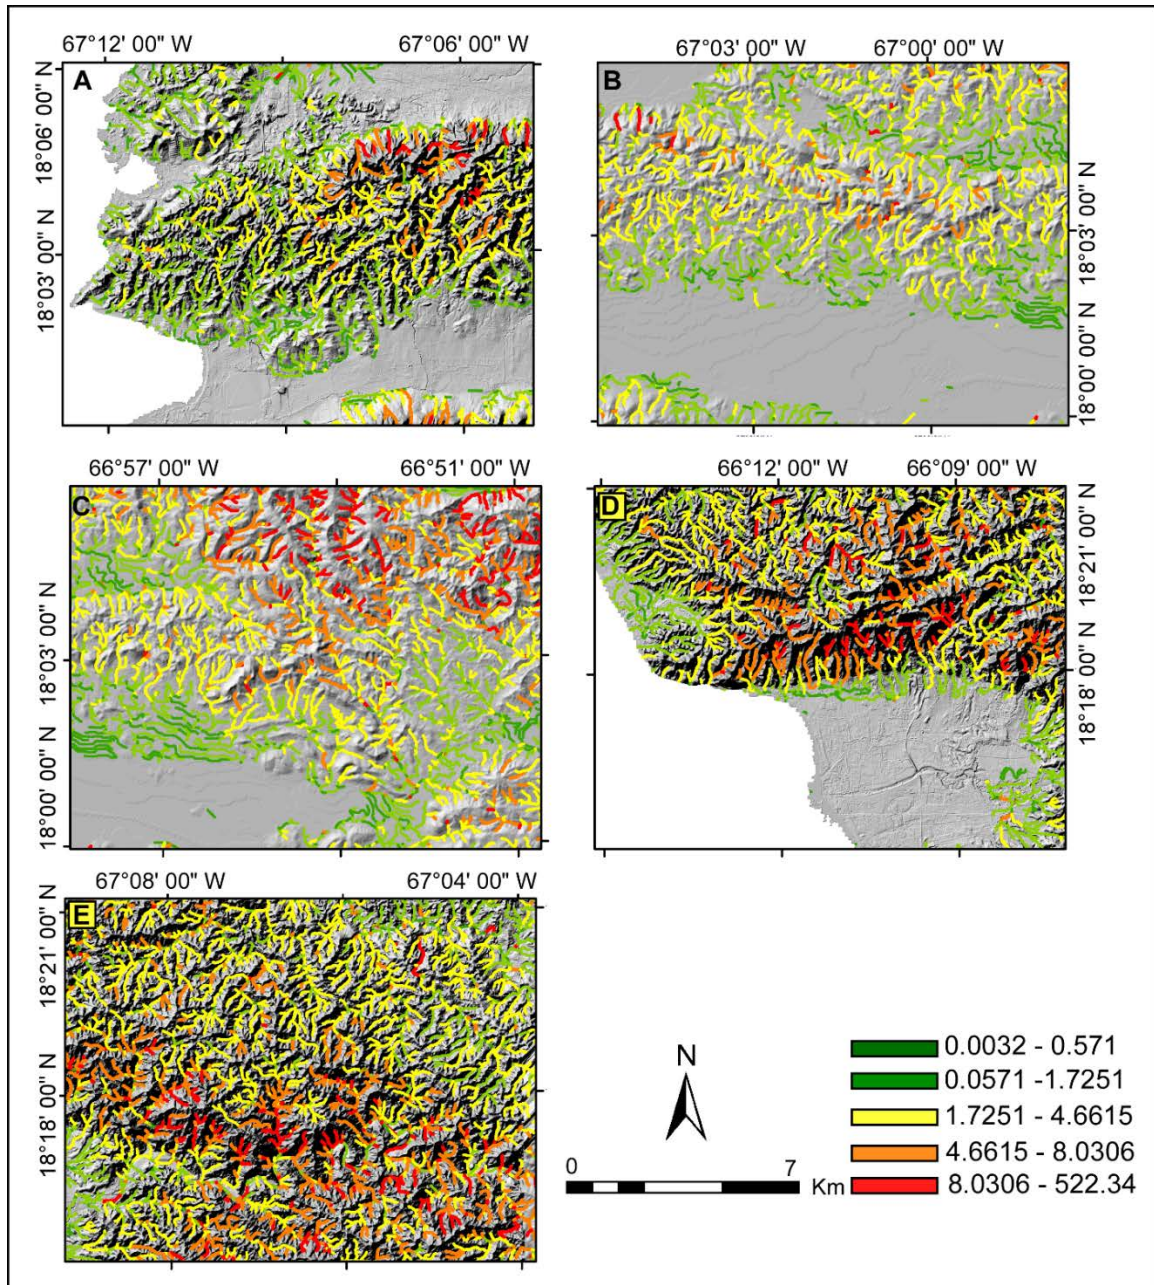 67°12' 00" W 67°06' 00" W
A
18°06' 00" N
18°03' 00" N
67°03' 00" W 67°00' 00" W
B
18°03' 00" N
18°00' 00" N
66°57' 00" W 66°51' 00" W
C
18°03' 00" N
18°00' 00" N
66°12' 00" W 66°09' 00" W
D
18°21' 00" N
18°18' 00" N
67°08' 00" W 67°04' 00" W
E
18°21' 00" N
18°18' 00" N
N
0 7
Km
0.0032 - 0.571
0.0571 -1.7251
1.7251 - 4.6615
4.6615 - 8.0306
8.0306 - 522.34